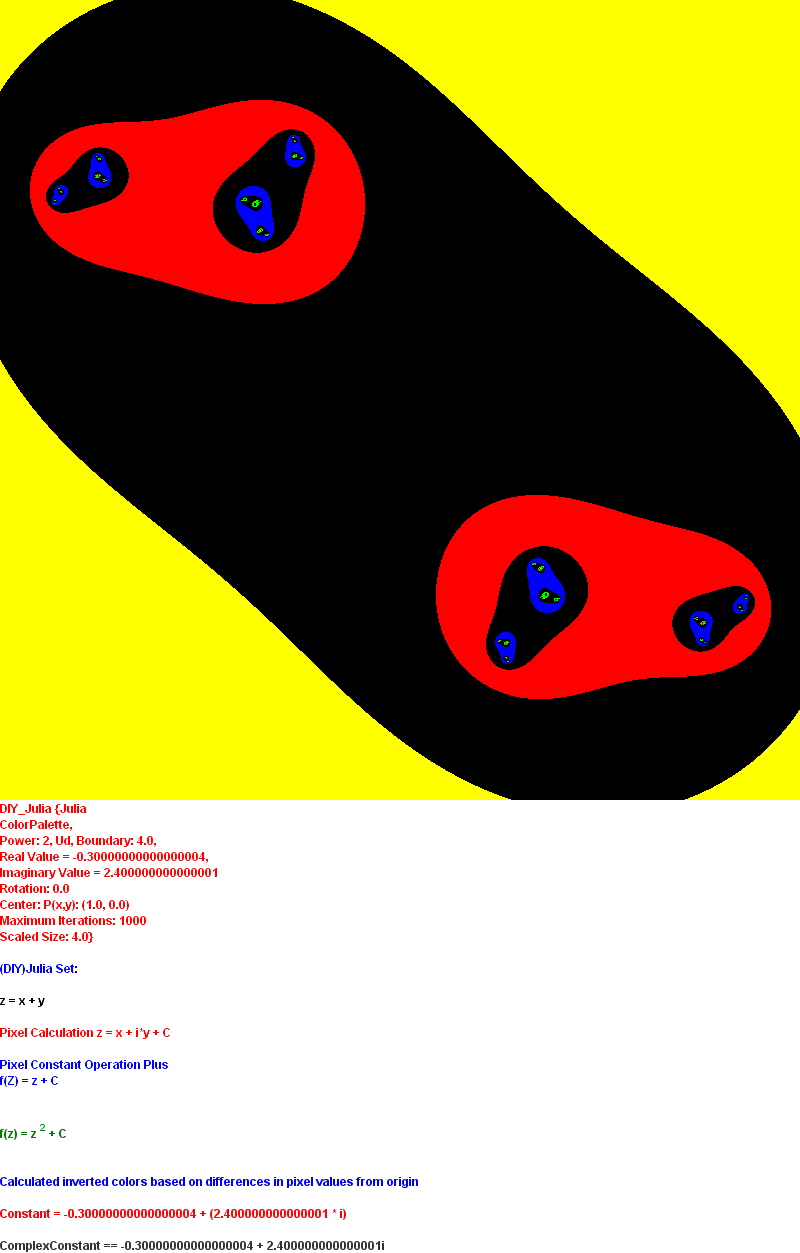 DIY_Julia {Julia
ColorPalette,
Power: 2, Ud, Boundary: 4.0,
Real Value = -0.30000000000000004,
Imaginary Value = 2.400000000000001
Rotation: 0.0
Center: P(x,y): (1.0, 0.0)
Maximum Iterations: 1000
Scaled Size: 4.0}
(DIY)Julia Set:
z = x + y
Pixel Calculation z = x + i*y + C
Pixel Constant Operation Plus
f(Z) = z + C
f(z) = z 2 + C
Calculated inverted colors based on differences in pixel values from origin
Constant = -0.30000000000000004 + (2.400000000000001 * i)
ComplexConstant == -0.30000000000000004 + 2.400000000000001i